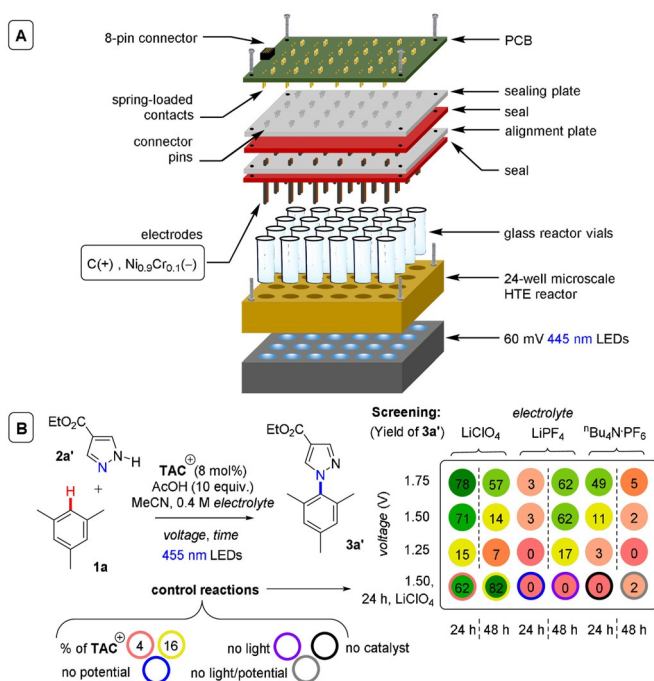 A
8-pin connector
PCB
spring-loaded
contacts
connector
pins
sealing plate
seal
alignment plate
seal
electrodes
C(+) , Ni0.9Cr0.1(–)
glass reactor vials
24-well microscale
HTE reactor
60 mV 445 nm LEDs
B
EtO2C
2a'
N
N
H
+
H
1a
TAC⊕ (8 mol%)
AcOH (10 equiv.)
MeCN, 0.4 M electrolyte
voltage, time
455 nm LEDs
EtO2C
N
N
3a'
Screening:
(Yield of 3a')
electrolyte
LiClO4 LiPF4 nBu4N·PF6
voltage (V)
1.75 78 57 3 62 49 5
1.50 71 14 3 62 11 2
1.25 15 7 0 17 3 0
1.50,
24 h, LiClO4
62 82 0 0 0 2
24 h 48 h 24 h 48 h 24 h 48 h
control reactions
% of TAC⊕ 4 16
no light
no catalyst
no potential
no light/potential